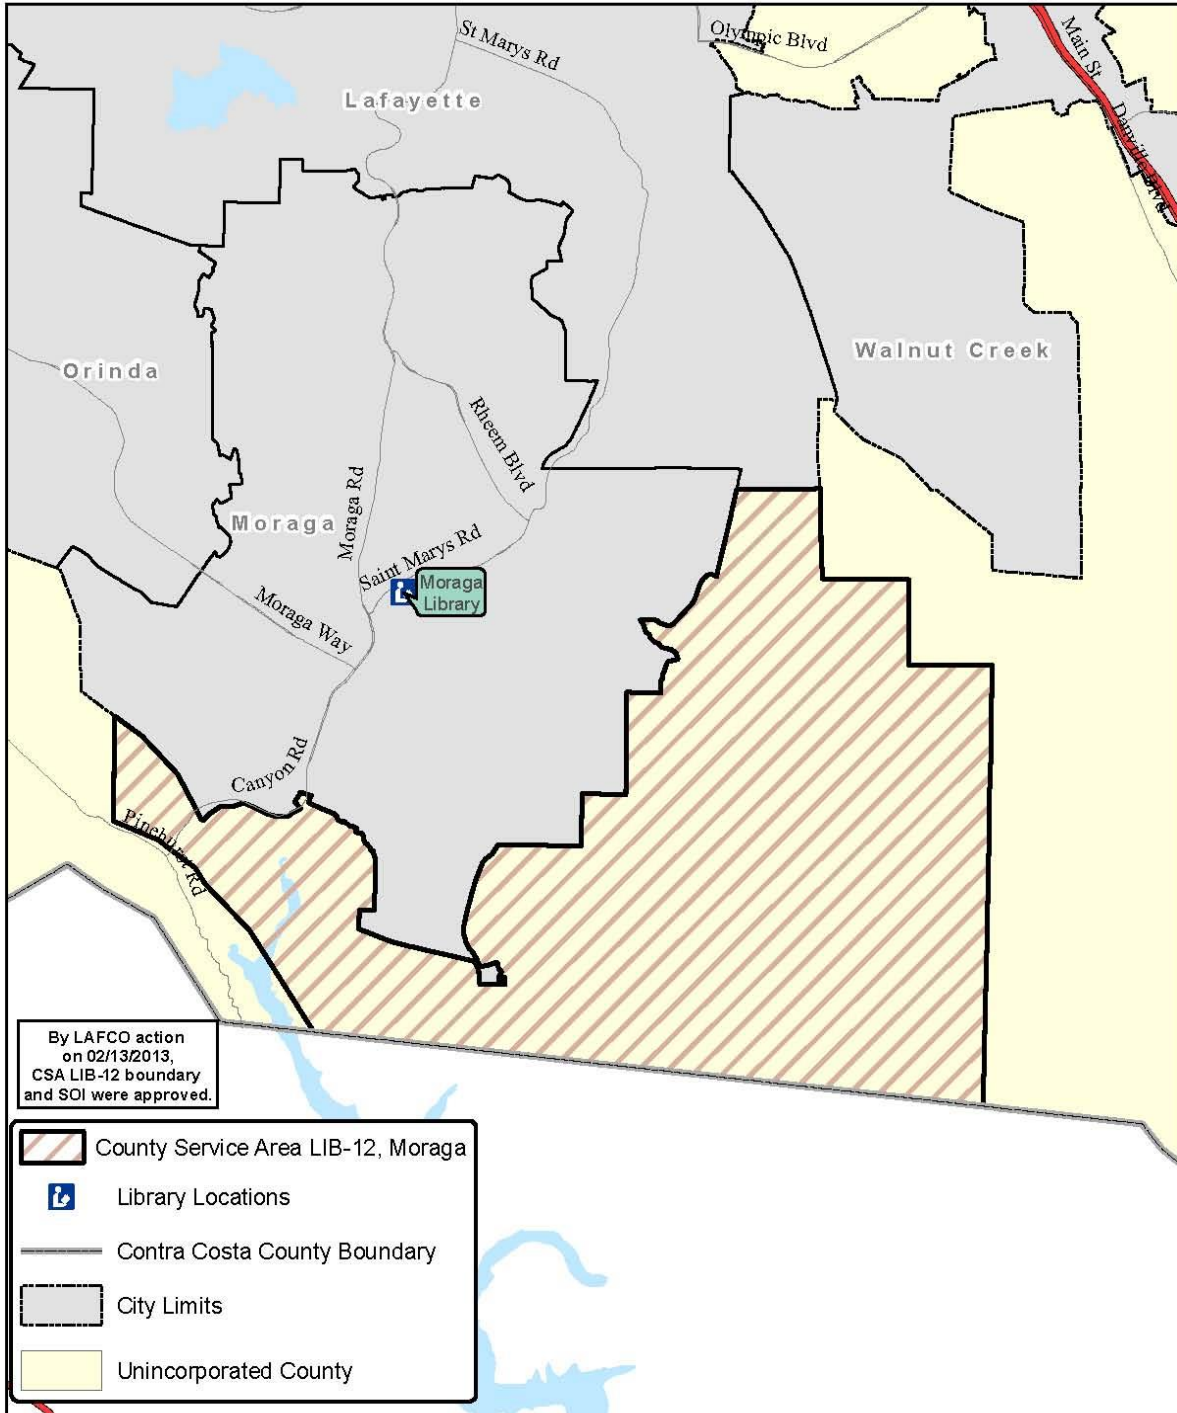 St Marys Rd
Olympic Blvd
Main St
Danville Blvd
Lafayette
Walnut Creek
Orinda
Rheem Blvd
Moraga Rd
Moraga
Saint Marys Rd
Moraga
Library
Moraga Way
Canyon Rd
Pinehurst Rd
By LAFCO action
on 02/13/2013,
CSA LIB-12 boundary
and SOI were approved.
County Service Area LIB-12, Moraga
Library Locations
Contra Costa County Boundary
City Limits
Unincorporated County